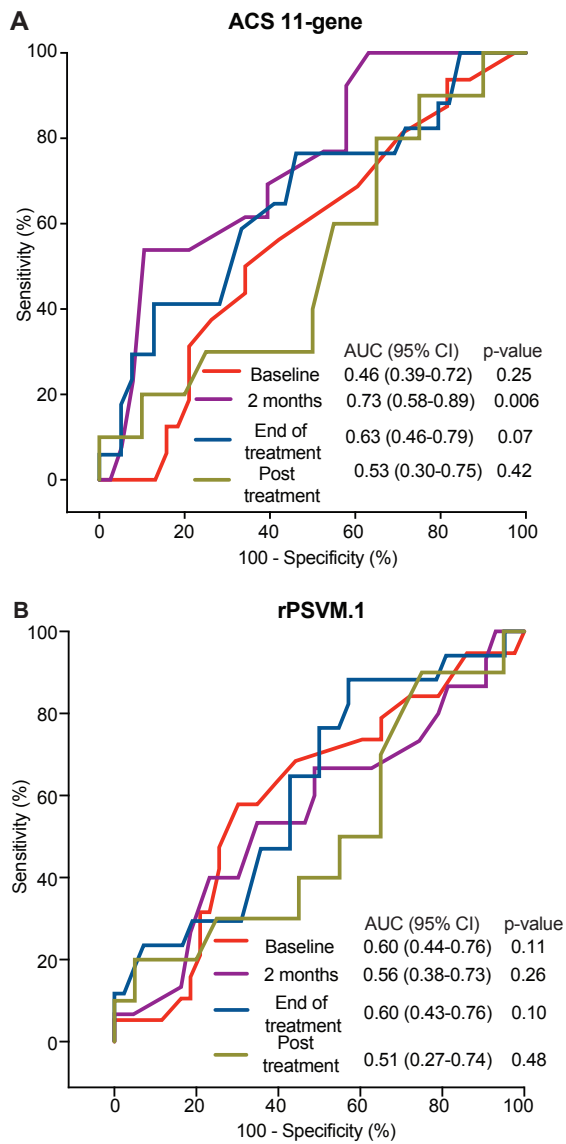 A
ACS 11-gene
Sensitivity (%)
100
80
60
40
20
0
AUC (95% CI) p-value
Baseline 0.46 (0.39-0.72) 0.25
2 months 0.73 (0.58-0.89) 0.006
End of
treatment 0.63 (0.46-0.79) 0.07
Post
treatment 0.53 (0.30-0.75) 0.42
0 20 40 60 80 100
100 - Specificity (%)
B
rPSVM.1
Sensitivity (%)
100
80
60
40
20
0
AUC (95% CI) p-value
Baseline 0.60 (0.44-0.76) 0.11
2 months 0.56 (0.38-0.73) 0.26
End of
treatment 0.60 (0.43-0.76) 0.10
Post
treatment 0.51 (0.27-0.74) 0.48
0 20 40 60 80 100
100 - Specificity (%)